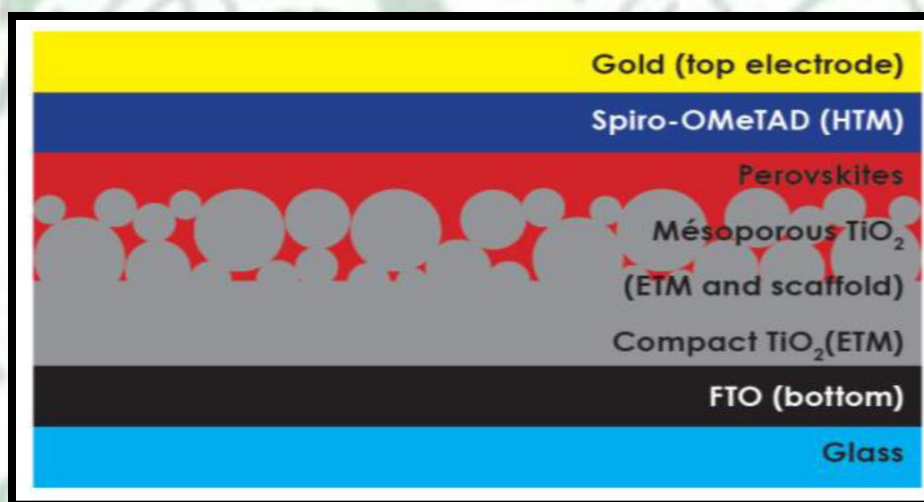 Gold (top electrode)
Spiro-OMeTAD (HTM)
Perovskites
Mésoporous TiO₂
(ETM and scaffold)
Compact TiO₂(ETM)
FTO (bottom)
Glass